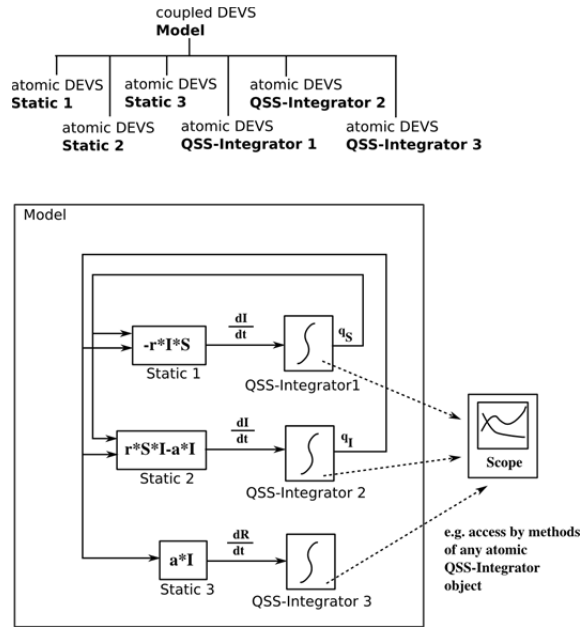 coupled DEVS
Model
atomic DEVS
Static 1
atomic DEVS
Static 2
atomic DEVS
Static 3
atomic DEVS
QSS-Integrator 1
atomic DEVS
QSS-Integrator 2
atomic DEVS
QSS-Integrator 3
Model
-r*I*S
Static 1
dI
dt
q_S
QSS-Integrator1
r*S*I-a*I
Static 2
dI
dt
q_I
QSS-Integrator 2
a*I
Static 3
dR
dt
QSS-Integrator 3
Scope
e.g. access by methods
of any atomic
QSS-Integrator
object